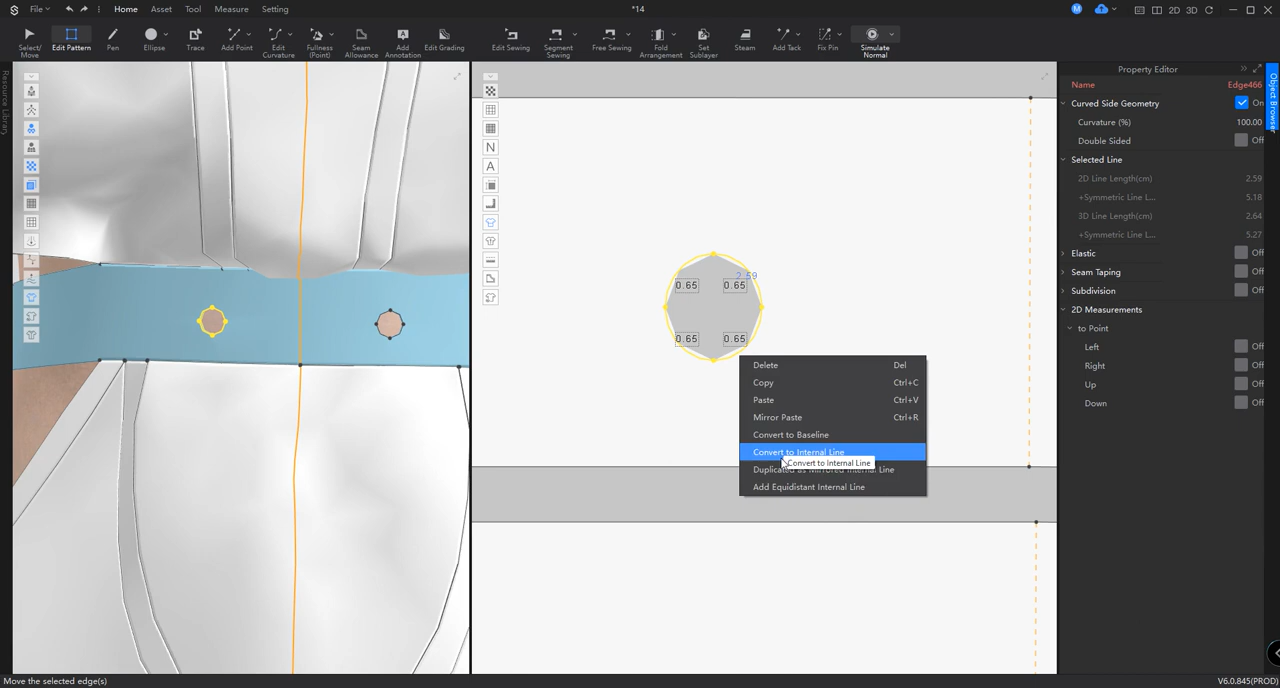 File
Home
Asset
Tool
Measure
Setting
*14
M
2D
3D
Select/
Move
Edit Pattern
Pen
Ellipse
Trace
Add Point
Edit
Curvature
Fullness
(Point)
Seam
Allowance
Add
Annotation
Edit Grading
Edit Sewing
Segment
Sewing
Free Sewing
Fold
Arrangement
Set
Sublayer
Steam
Add Tack
Fix Pin
Simulate
Normal
Resource Library
N
A
2.59
0.65
0.65
0.65
0.65
Delete Del
Copy Ctrl+C
Paste Ctrl+V
Mirror Paste Ctrl+R
Convert to Baseline
Convert to Internal Line
Convert to Internal Line
Duplicated as Mirrored Internal Line
Add Equidistant Internal Line
Property Editor
Name Edge466
Curved Side Geometry On
Curvature (%) 100.00
Double Sided Off
Selected Line
2D Line Length(cm) 2.59
+Symmetric Line L... 5.18
3D Line Length(cm) 2.64
+Symmetric Line L... 5.27
Elastic Off
Seam Taping Off
Subdivision Off
2D Measurements
to Point
Left Off
Right Off
Up Off
Down Off
Object Browser
Move the selected edge(s)
V6.0.845(PROD)